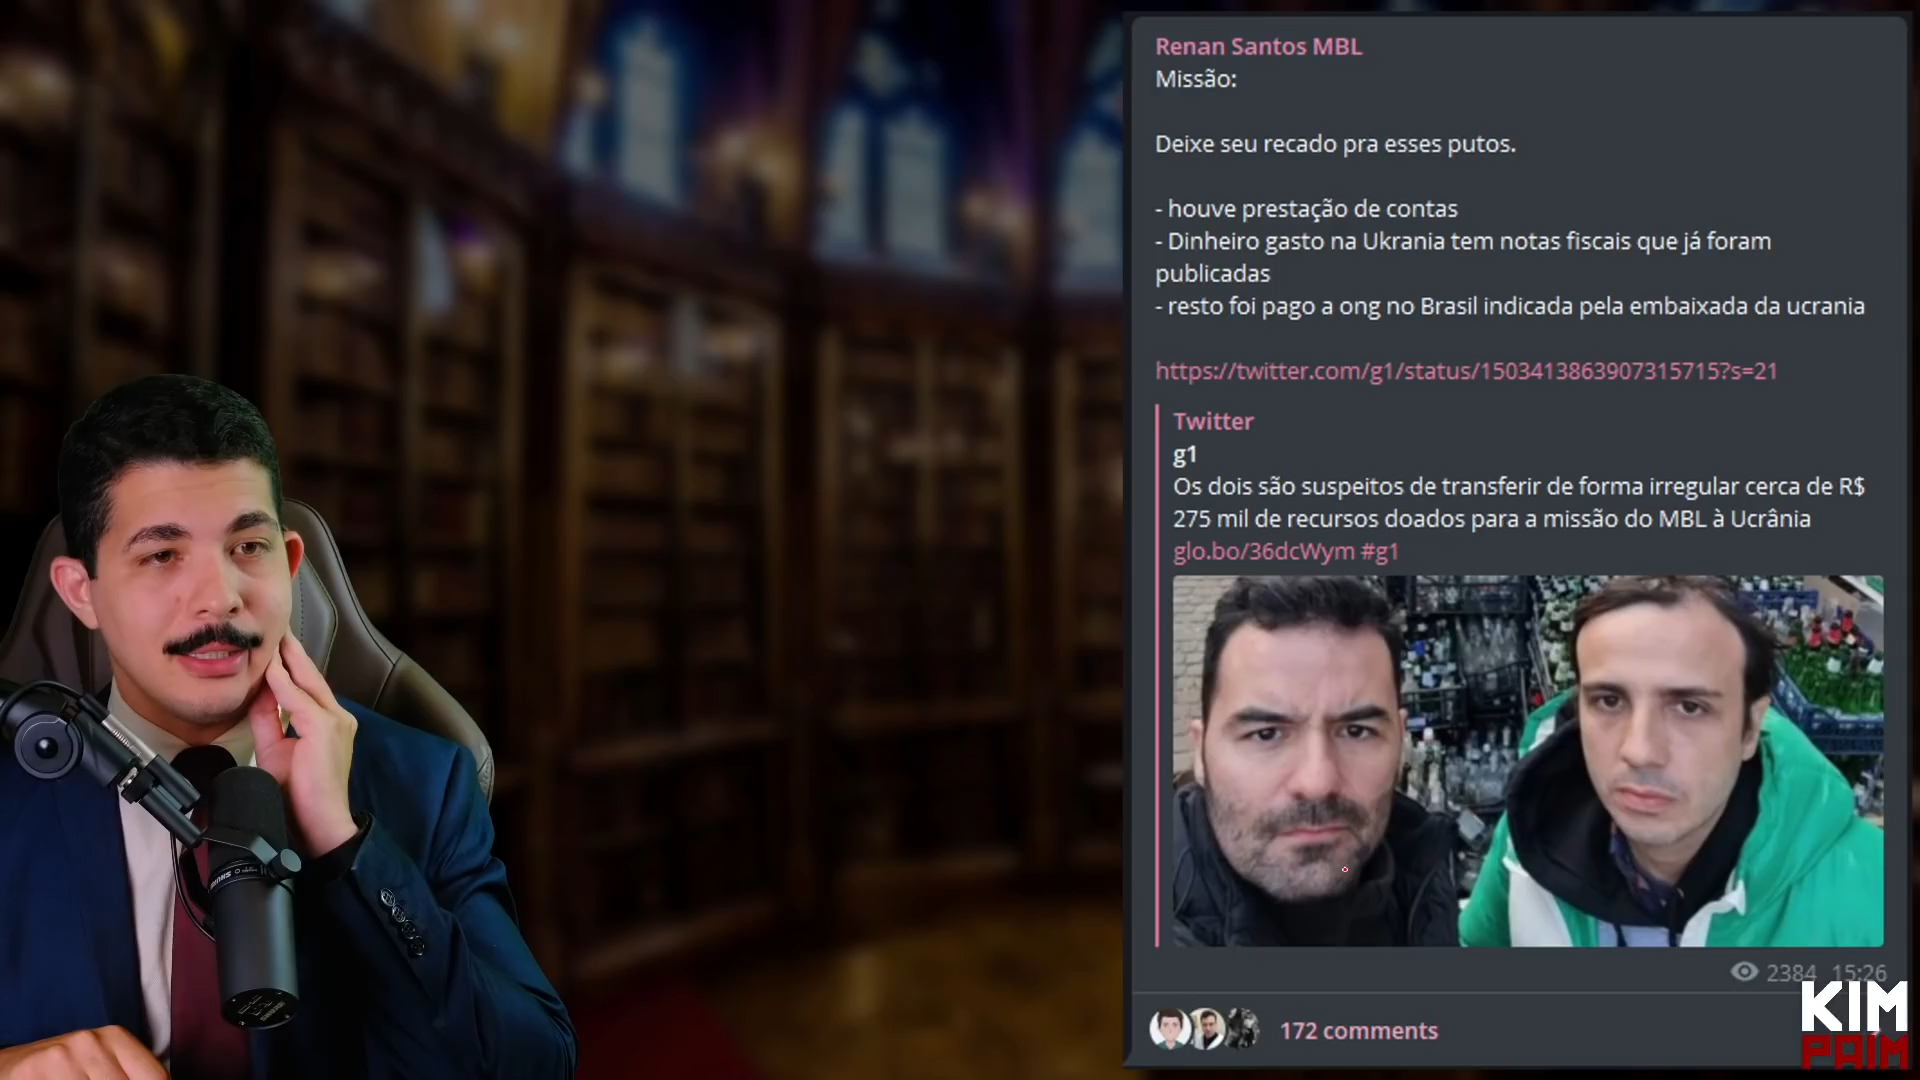 Renan Santos MBL
Missão:
Deixe seu recado pra esses putos.
- houve prestação de contas
- Dinheiro gasto na Ukrania tem notas fiscais que já foram
publicadas
- resto foi pago a ong no Brasil indicada pela embaixada da ucrania
https://twitter.com/g1/status/1503413863907315715?s=21
Twitter
g1
Os dois são suspeitos de transferir de forma irregular cerca de R$
275 mil de recursos doados para a missão do MBL à Ucrânia
glo.bo/36dcWym #g1
2384 15:26
172 comments
KIM
PAIM
SHURE